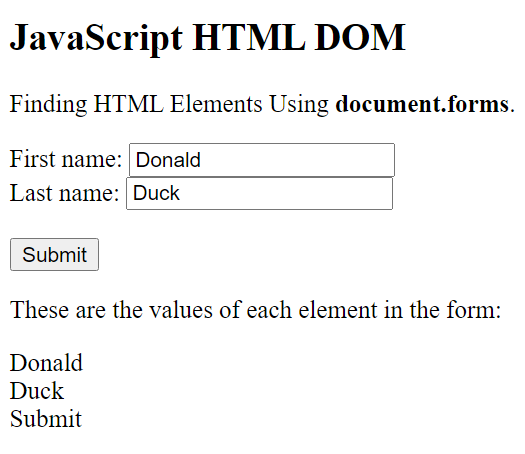 JavaScript HTML DOM
Finding HTML Elements Using document.forms.
First name: Donald
Last name: Duck
Submit
These are the values of each element in the form:
Donald
Duck
Submit